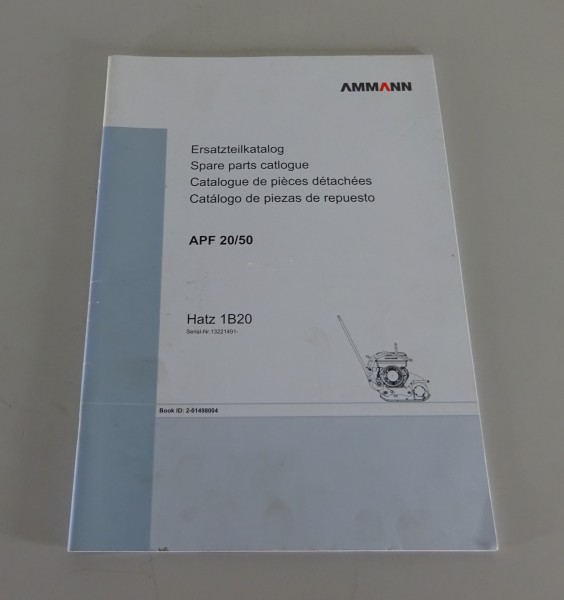 AMMANN
Ersatzteilkatalog
Spare parts catlogue
Catalogue de pièces détachées
Catálogo de piezas de repuesto
APF 20/50
Hatz 1B20
Serial-Nr.13221491-
Book ID: 2-01498004